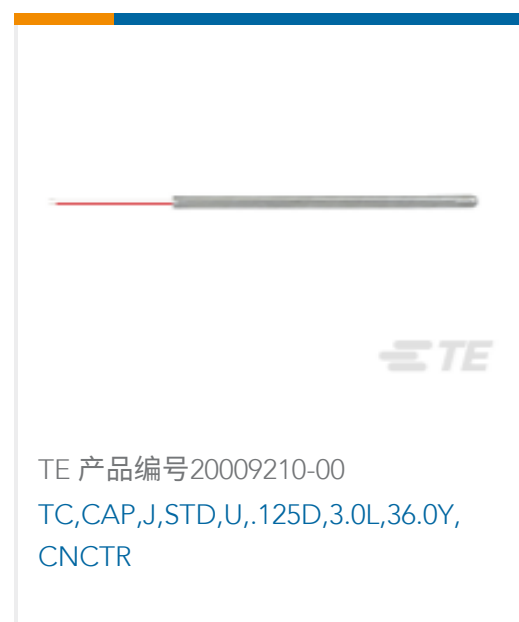 TE
TE 产品编号20009210-00
TC,CAP,J,STD,U,.125D,3.0L,36.0Y,
CNCTR